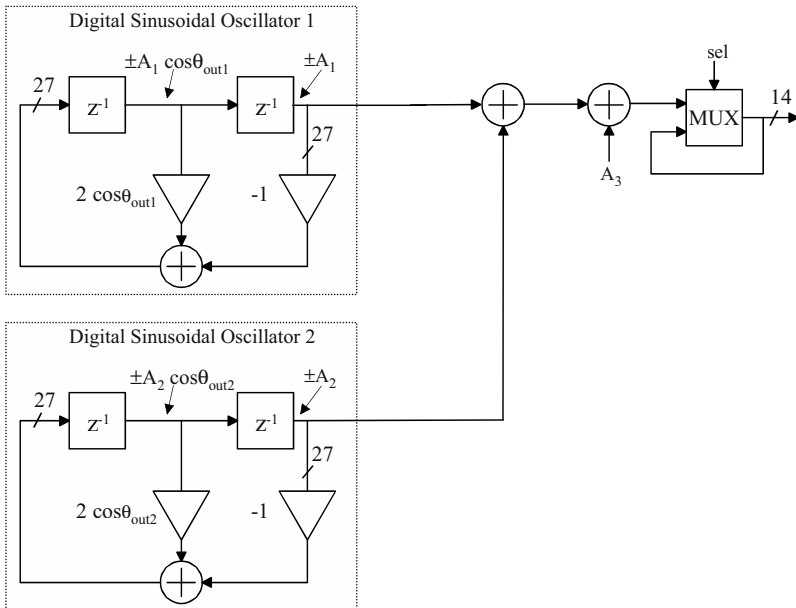 Digital Sinusoidal Oscillator 1
±A₁ cosθout1
±A₁
27
z⁻¹
z⁻¹
27
2 cosθout1
-1
A₃
sel
MUX
14
Digital Sinusoidal Oscillator 2
±A₂ cosθout2
±A₂
27
z⁻¹
z⁻¹
27
2 cosθout2
-1